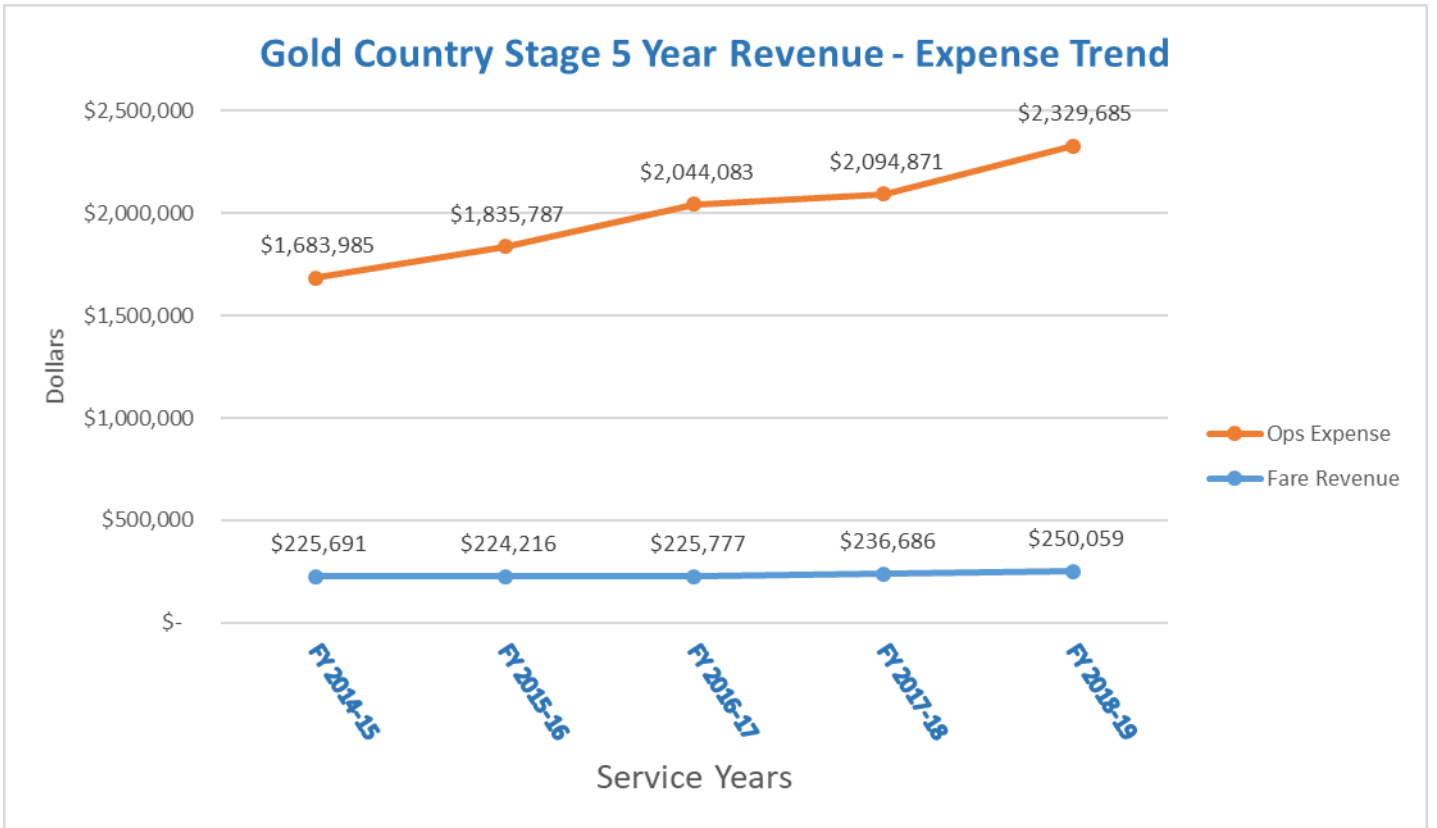 Gold Country Stage 5 Year Revenue - Expense Trend
$2,500,000
$2,000,000
$1,500,000
$1,000,000
$500,000
$-
Dollars
$1,683,985
$1,835,787
$2,044,083
$2,094,871
$2,329,685
$225,691
$224,216
$225,777
$236,686
$250,059
Ops Expense
Fare Revenue
FY 2014-15
FY 2015-16
FY 2016-17
FY 2017-18
FY 2018-19
Service Years